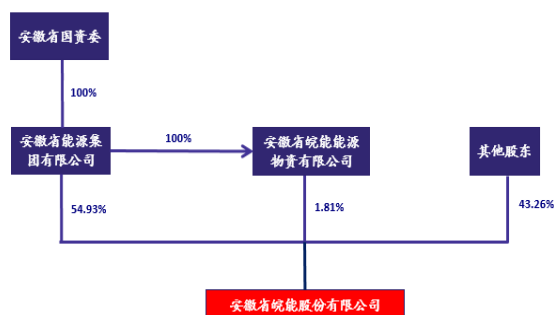 安徽省国资委
100%
安徽省能源集
团有限公司
100%
安徽省皖能能源
物资有限公司
其他股东
54.93%
1.81%
43.26%
安徽省皖能股份有限公司